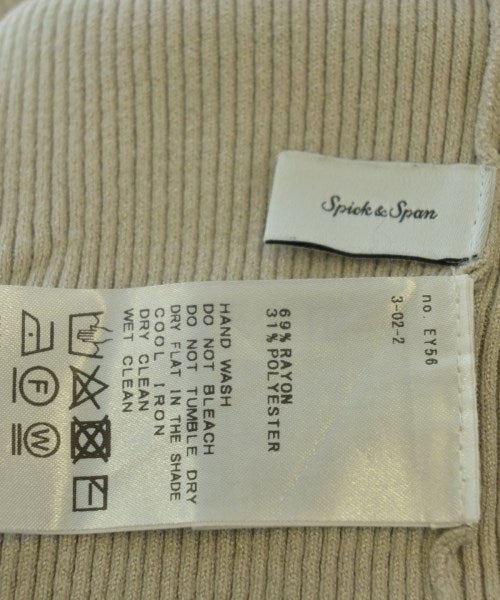 Spick & Span
no. EY56
3-02-2
69% RAYON
31% POLYESTER
HAND WASH
DO NOT BLEACH
DO NOT TUMBLE DRY
DRY FLAT IN THE SHADE
COOL IRON
DRY CLEAN
WET CLEAN
F
W